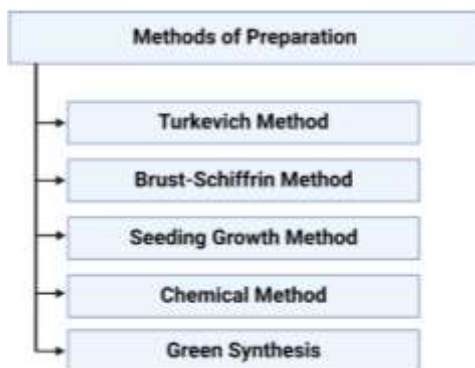 Methods of Preparation
Turkevich Method
Brust-Schiffrin Method
Seeding Growth Method
Chemical Method
Green Synthesis